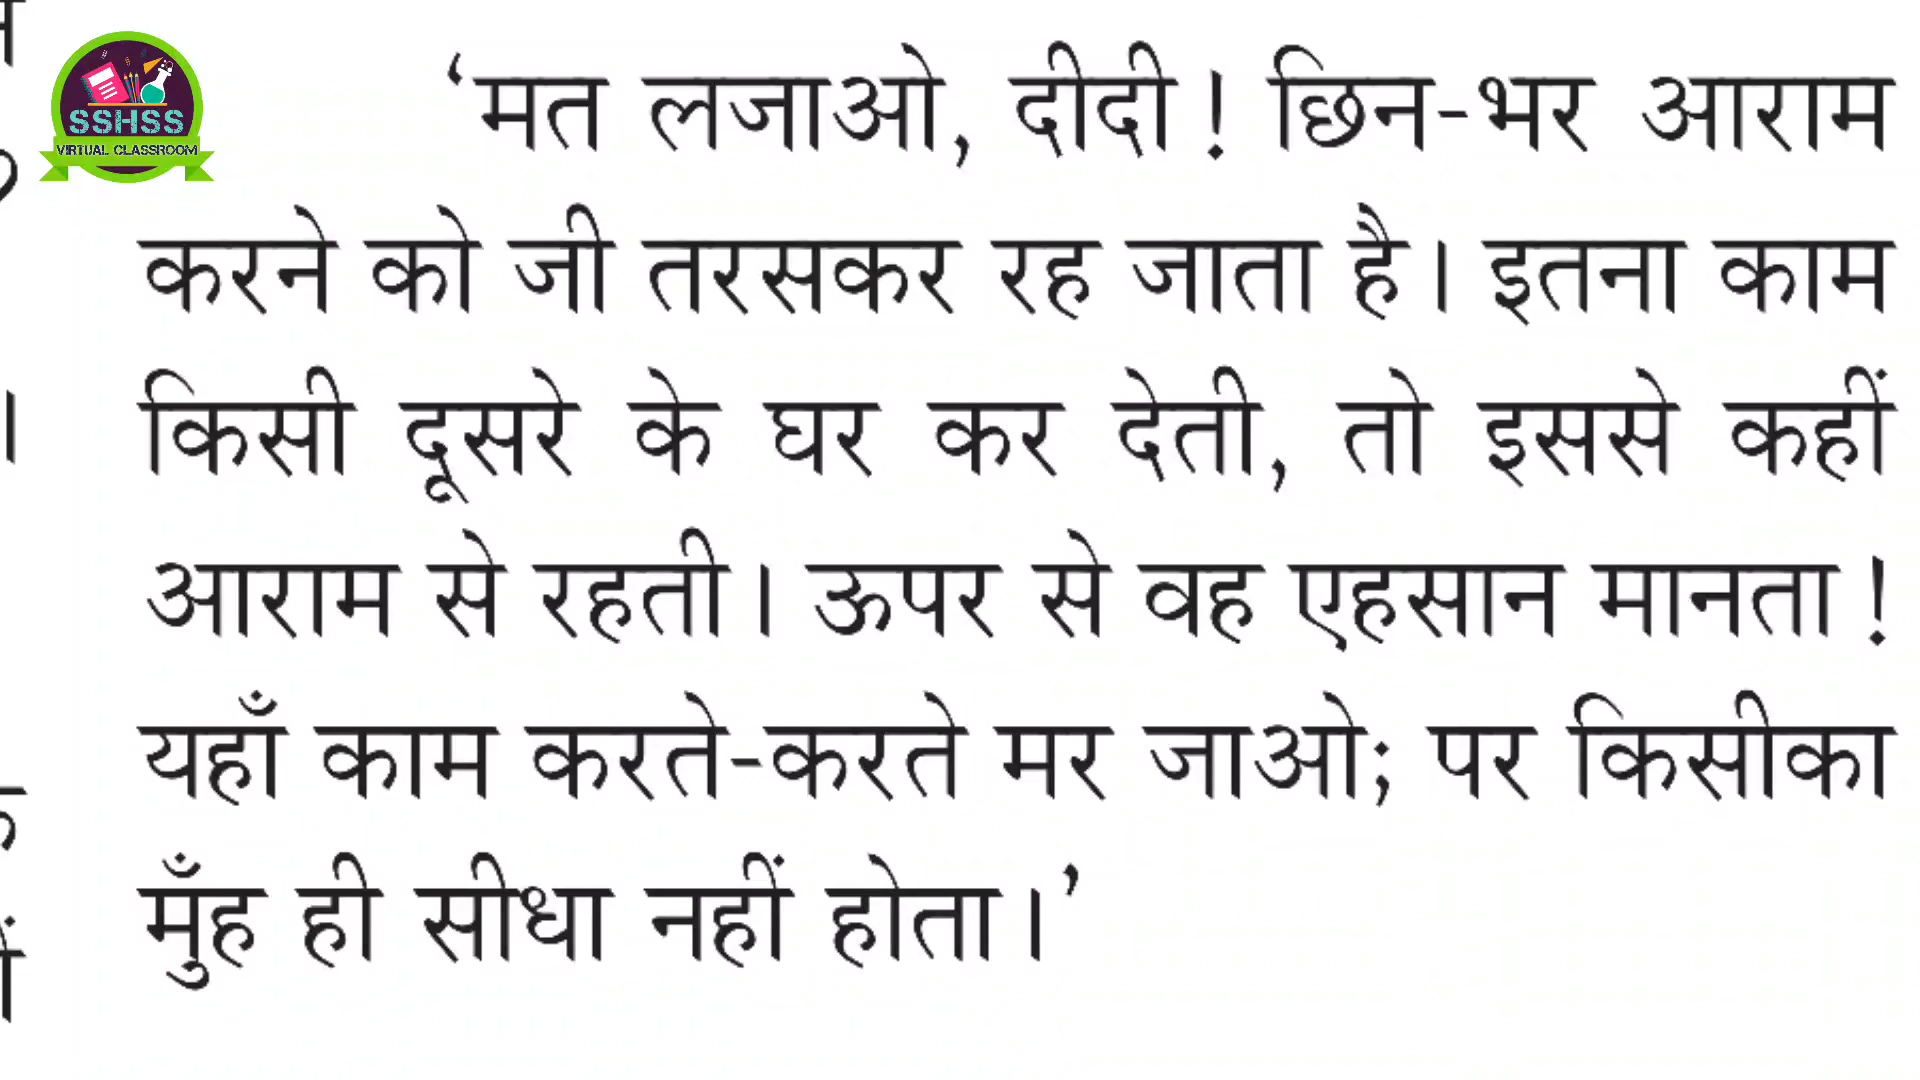 SSHSS
VIRTUAL CLASSROOM
‘मत लजाओ, दीदी! छिन-भर आराम
करने को जी तरसकर रह जाता है। इतना काम
किसी दूसरे के घर कर देती, तो इससे कहीं
आराम से रहती। ऊपर से वह एहसान मानता!
यहाँ काम करते-करते मर जाओ; पर किसीका
मुँह ही सीधा नहीं होता।’